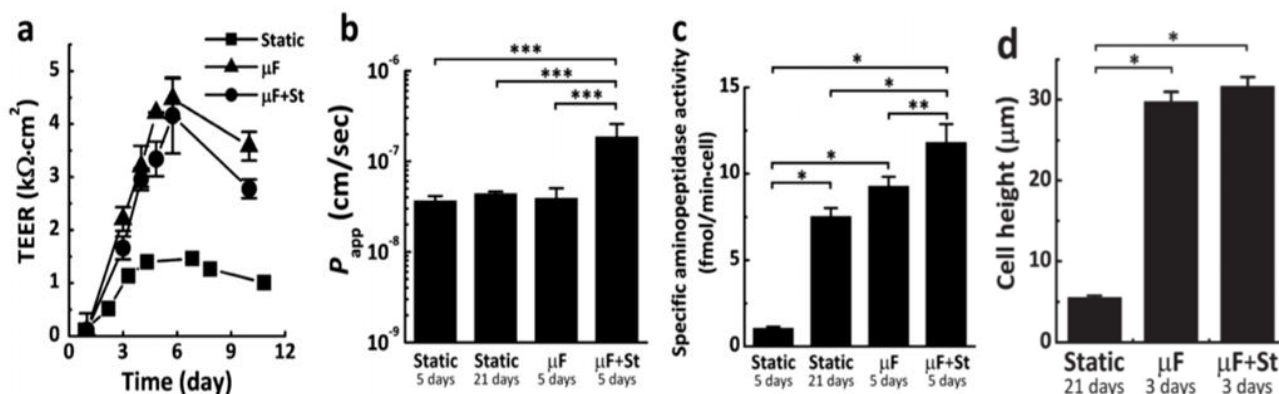 a
Static
μF
μF+St
TEER (kΩ·cm²)
5
4
3
2
1
0
0 3 6 9 12
Time (day)
b
***
***
***
P_app (cm/sec)
10⁻⁶
10⁻⁷
10⁻⁸
10⁻⁹
Static Static μF μF+St
5 days 21 days 5 days 5 days
c
*
*
**
*
*
Specific aminopeptidase activity
(fmol/min·cell)
15
10
5
0
Static Static μF μF+St
5 days 21 days 5 days 5 days
d
*
*
Cell height (μm)
30
20
10
0
Static μF μF+St
21 days 3 days 3 days